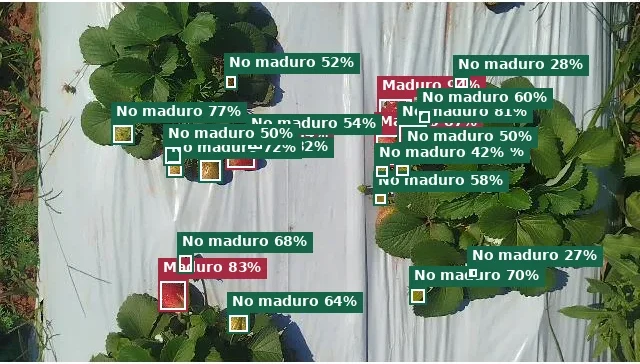 No maduro 52%
No maduro 28%
Maduro
No maduro 60%
No maduro 77%
81%
No maduro 54%
No maduro 50%
No maduro 50%
72%
82%
No maduro 42%
%
No maduro 58%
No maduro 68%
Maduro 83%
No maduro 27%
No maduro 70%
No maduro 64%